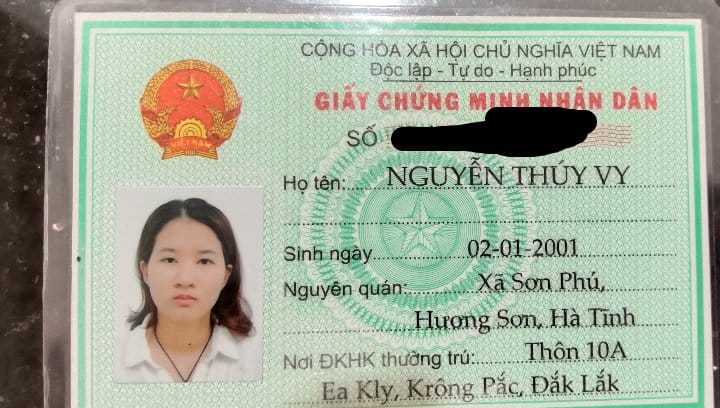 CỘNG HÒA XÃ HỘI CHỦ NGHĨA VIỆT NAM
Độc lập - Tự do - Hạnh phúc
GIẤY CHỨNG MINH NHÂN DÂN
SỐ
Họ tên: NGUYỄN THÚY VY
Sinh ngày 02-01-2001
Nguyên quán: Xã Sơn Phú,
Hương Sơn, Hà Tĩnh
Nơi ĐKHK thường trú: Thôn 10A
Ea Kly, Krông Pắc, Đắk Lắk
VIỆT NAM